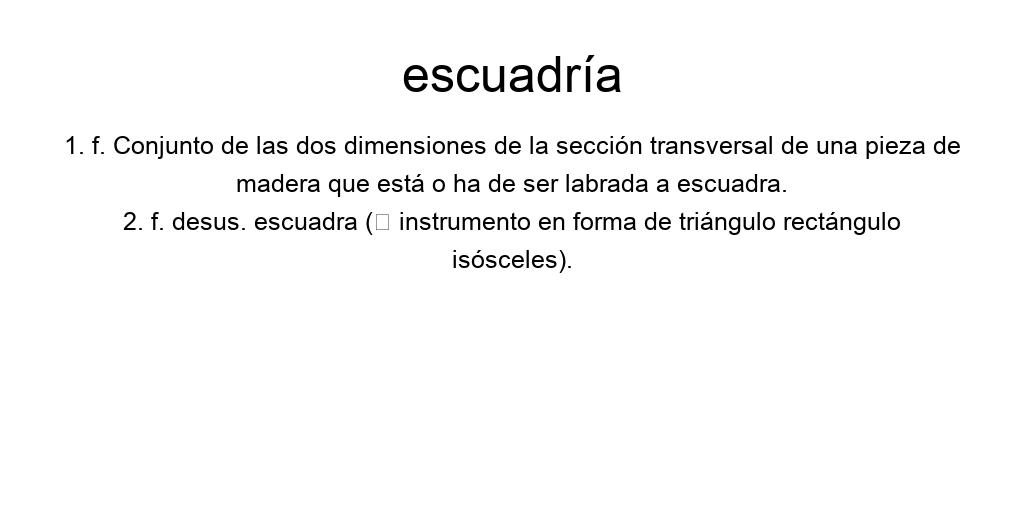 escuadría
1. f. Conjunto de las dos dimensiones de la sección transversal de una pieza de
madera que está o ha de ser labrada a escuadra.
2. f. desus. escuadra (□ instrumento en forma de triángulo rectángulo
isósceles).